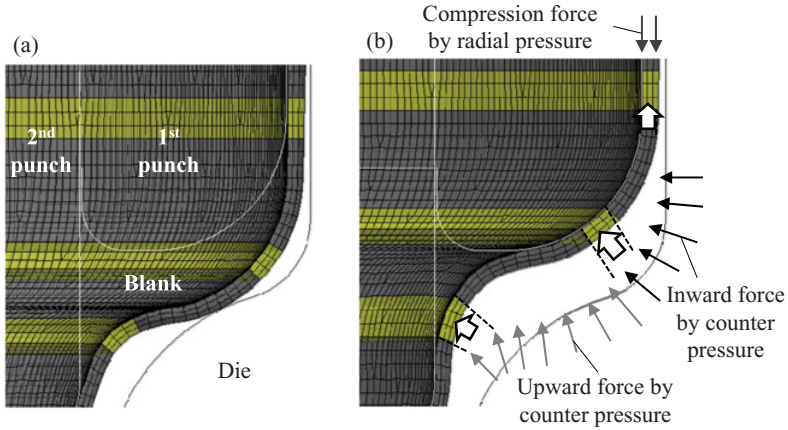 (a)
2nd
punch
1st
punch
Blank
Die
(b)
Compression force
by radial pressure
Inward force
by counter
pressure
Upward force by
counter pressure